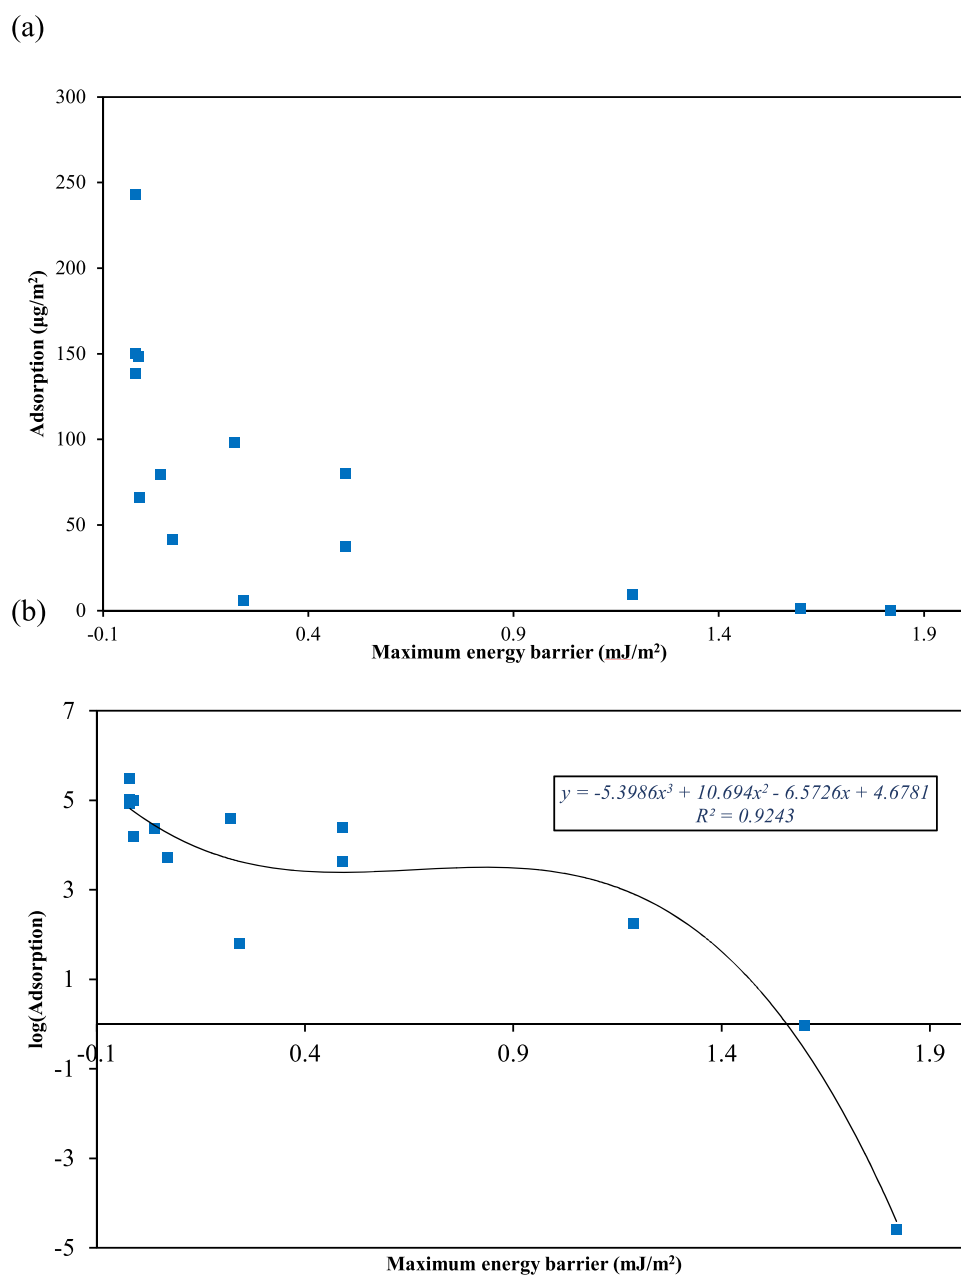 (a)
300
250
200
150
100
50
0
Adsorption (µg/m²)
-0.1 0.4 0.9 1.4 1.9
Maximum energy barrier (mJ/m²)
(b)
7
5
3
1
-1
-3
-5
log(Adsorption)
y = -5.3986x³ + 10.694x² - 6.5726x + 4.6781
R² = 0.9243
-0.1 0.4 0.9 1.4 1.9
Maximum energy barrier (mJ/m²)